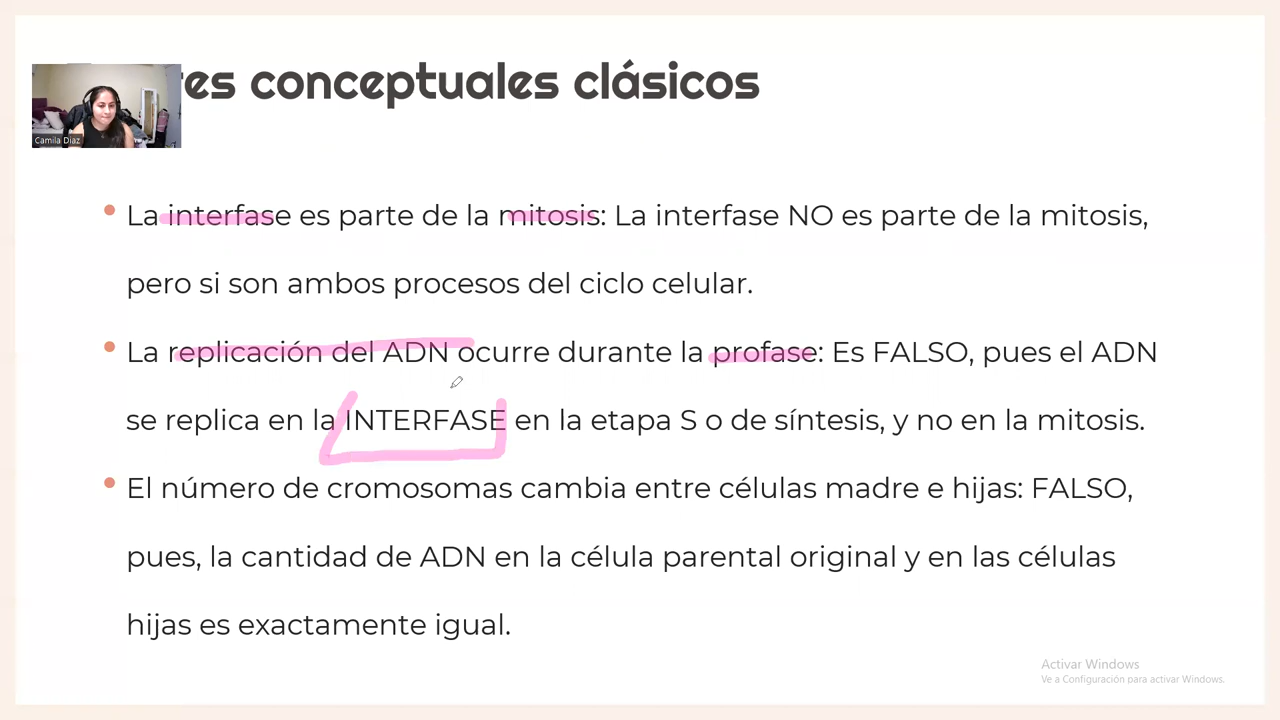 conceptuales clásicos
Camila Diaz
La interfase es parte de la mitosis: La interfase NO es parte de la mitosis,
pero si son ambos procesos del ciclo celular.
La replicación del ADN ocurre durante la profase: Es FALSO, pues el ADN
se replica en la INTERFASE en la etapa S o de síntesis, y no en la mitosis.
El número de cromosomas cambia entre células madre e hijas: FALSO,
pues, la cantidad de ADN en la célula parental original y en las células
hijas es exactamente igual.
Activar Windows
Ve a Configuración para activar Windows.